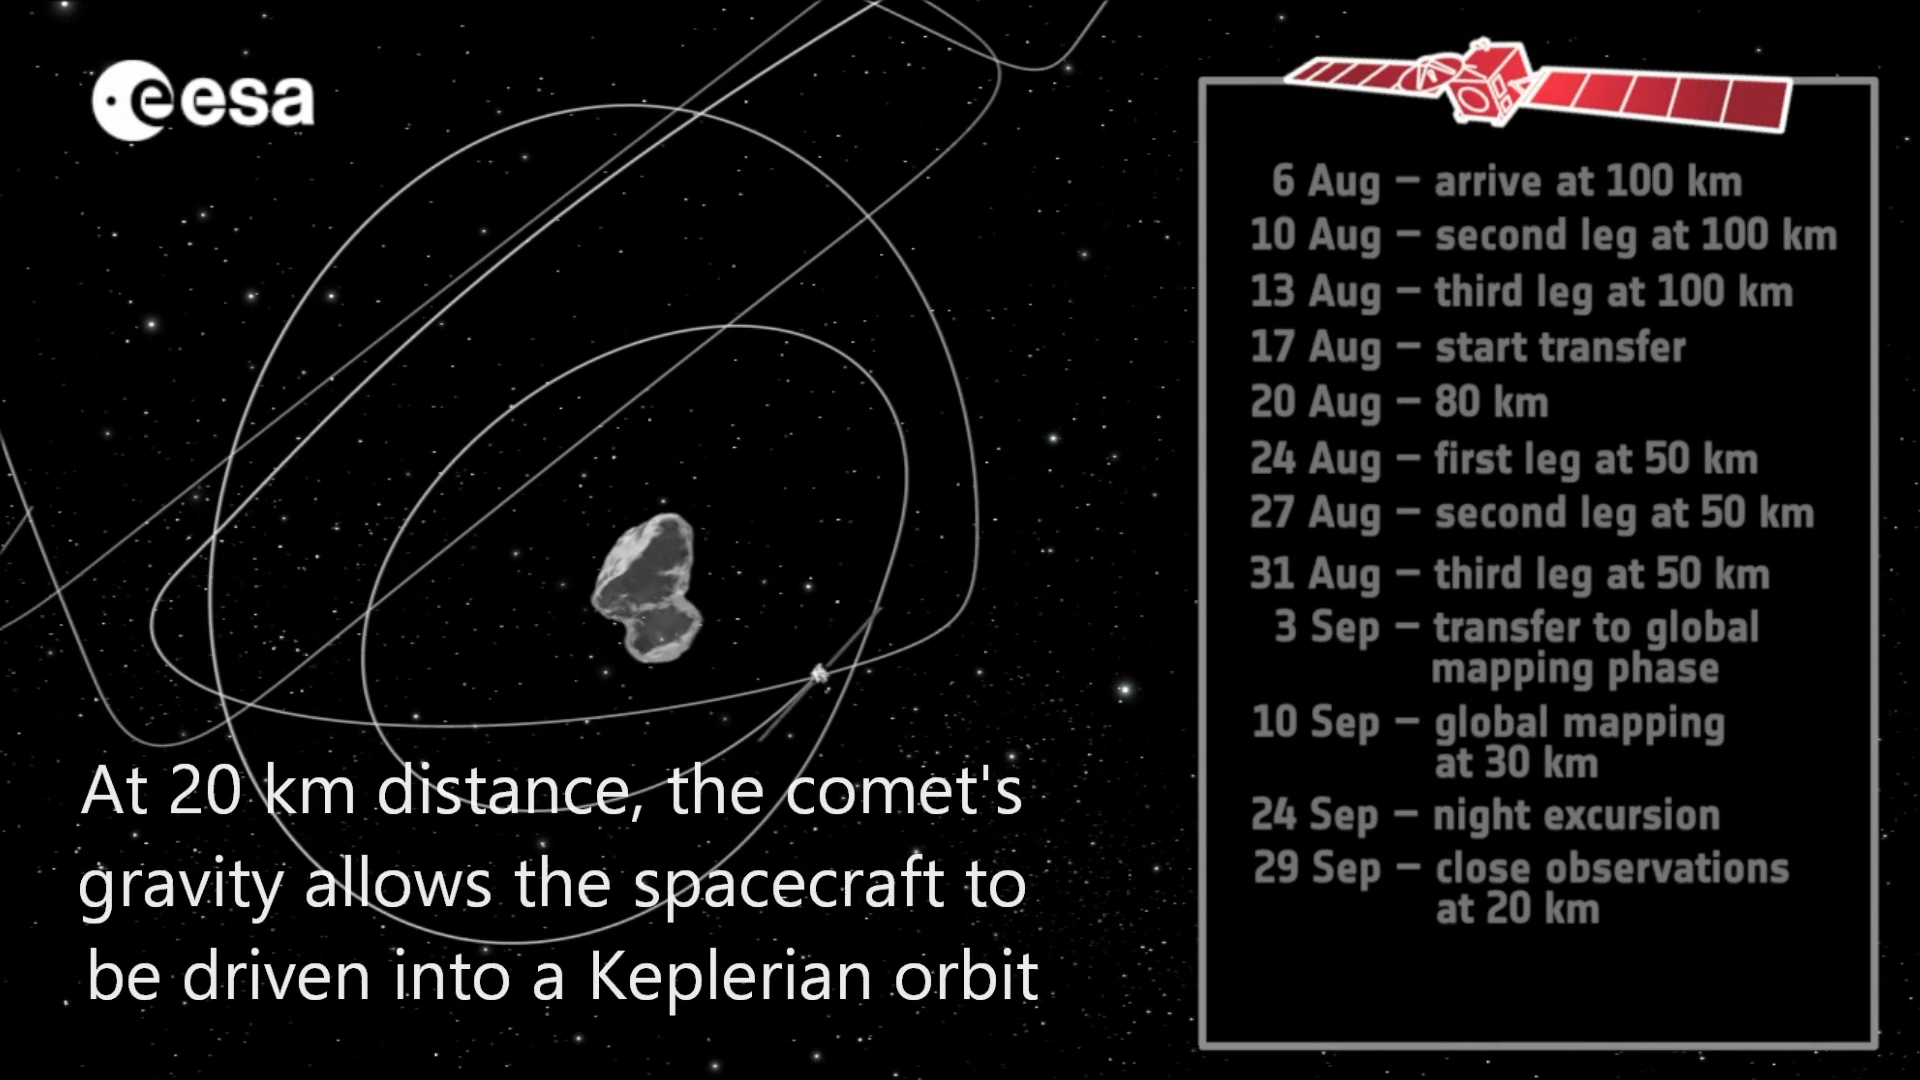 esa
6 Aug – arrive at 100 km
10 Aug – second leg at 100 km
13 Aug – third leg at 100 km
17 Aug – start transfer
20 Aug – 80 km
24 Aug – first leg at 50 km
27 Aug – second leg at 50 km
31 Aug – third leg at 50 km
3 Sep – transfer to global
mapping phase
10 Sep – global mapping
at 30 km
24 Sep – night excursion
29 Sep – close observations
at 20 km
At 20 km distance, the comet's
gravity allows the spacecraft to
be driven into a Keplerian orbit